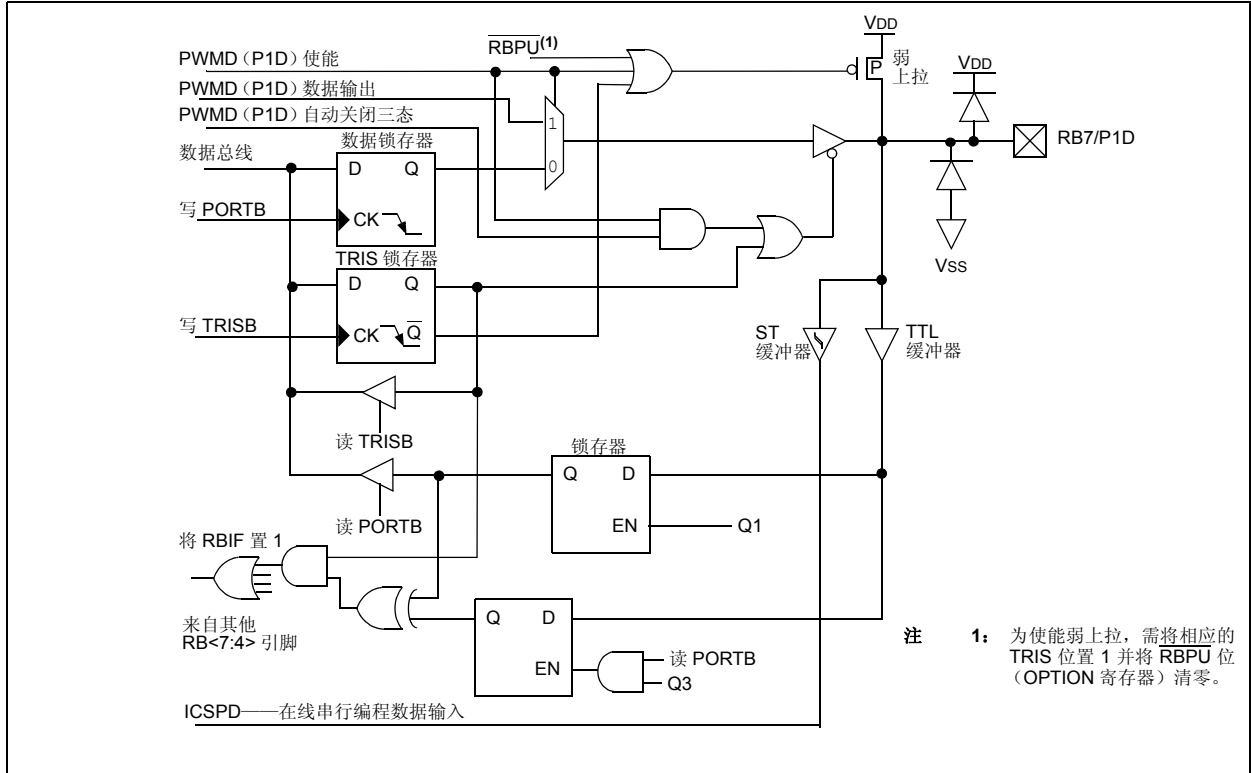 VDD
RBPU(1)
PWMD（P1D）使能
弱
上拉
P
VDD
PWMD（P1D）数据输出
PWMD（P1D）自动关闭三态
1
0
数据锁存器
数据总线
D Q
RB7/P1D
写 PORTB
CK
TRIS 锁存器
D Q
VSS
写 TRISB
CK Q
ST
缓冲器
TTL
缓冲器
读 TRISB
锁存器
Q D
EN
Q1
读 PORTB
将 RBIF 置 1
来自其他
RB<7:4> 引脚
Q D
EN
读 PORTB
Q3
注 1： 为使能弱上拉，需将相应的
TRIS 位置 1 并将 RBPU 位
（OPTION 寄存器）清零。
ICSPD——在线串行编程数据输入